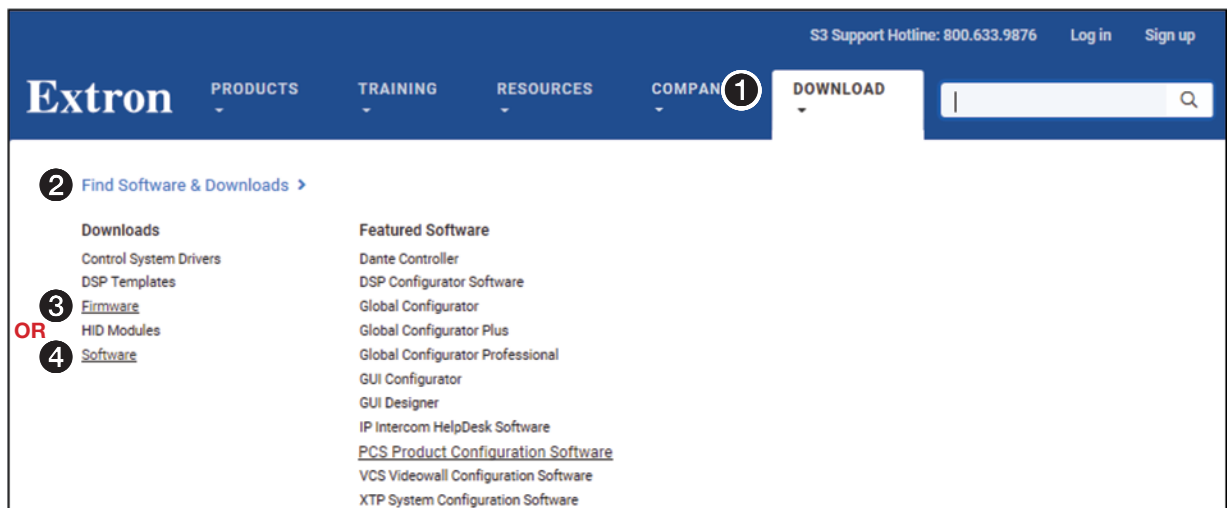 S3 Support Hotline: 800.633.9876 Log in Sign up
Extron PRODUCTS TRAINING RESOURCES COMPAN 1 DOWNLOAD
2 Find Software & Downloads >
Downloads Featured Software
Control System Drivers Dante Controller
DSP Templates DSP Configurator Software
3 Firmware Global Configurator
OR HID Modules Global Configurator Plus
4 Software Global Configurator Professional
GUI Configurator
GUI Designer
IP Intercom HelpDesk Software
PCS Product Configuration Software
VCS Videowall Configuration Software
XTP System Configuration Software